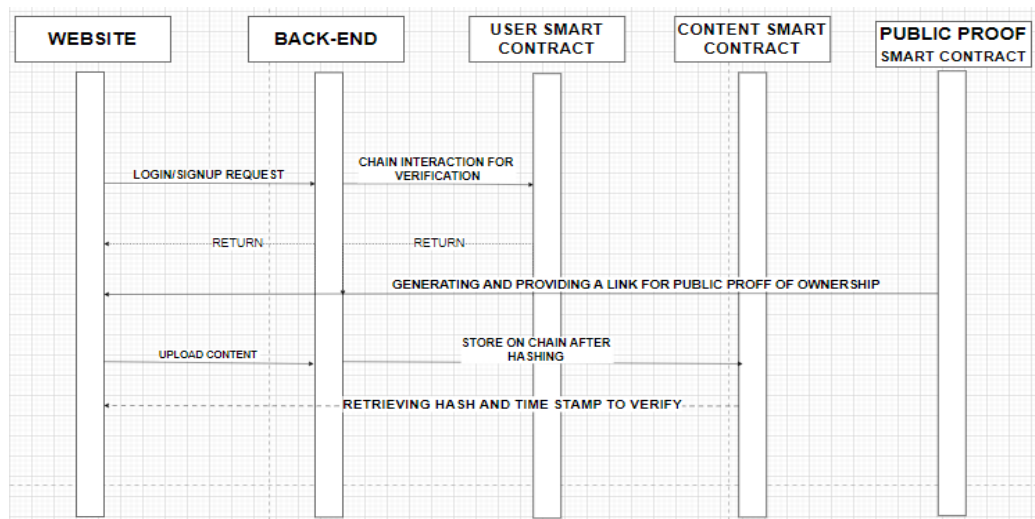 WEBSITE
BACK-END
USER SMART
CONTRACT
CONTENT SMART
CONTRACT
PUBLIC PROOF
SMART CONTRACT
LOGIN/SIGNUP REQUEST
CHAIN INTERACTION FOR
VERIFICATION
RETURN
RETURN
GENERATING AND PROVIDING A LINK FOR PUBLIC PROFF OF OWNERSHIP
UPLOAD CONTENT
STORE ON CHAIN AFTER
HASHING
RETRIEVING HASH AND TIME STAMP TO VERIFY